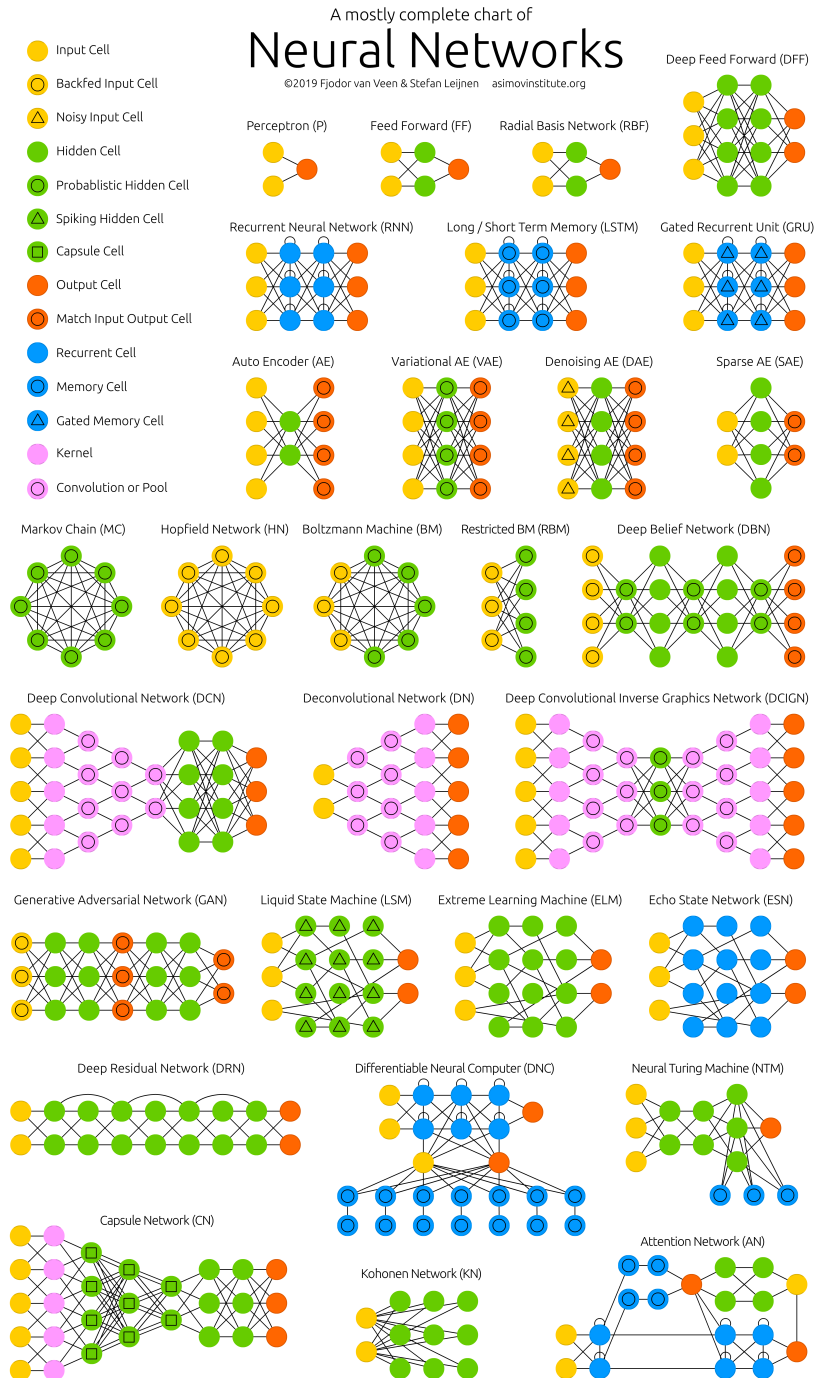 A mostly complete chart of
Neural Networks
©2019 Fjodor van Veen & Stefan Leijnen asimovinstitute.org
Input Cell
Backfed Input Cell
Noisy Input Cell
Hidden Cell
Probablistic Hidden Cell
Spiking Hidden Cell
Capsule Cell
Output Cell
Match Input Output Cell
Recurrent Cell
Memory Cell
Gated Memory Cell
Kernel
Convolution or Pool
Perceptron (P)
Feed Forward (FF)
Radial Basis Network (RBF)
Deep Feed Forward (DFF)
Recurrent Neural Network (RNN)
Long / Short Term Memory (LSTM)
Gated Recurrent Unit (GRU)
Auto Encoder (AE)
Variational AE (VAE)
Denoising AE (DAE)
Sparse AE (SAE)
Markov Chain (MC)
Hopfield Network (HN)
Boltzmann Machine (BM)
Restricted BM (RBM)
Deep Belief Network (DBN)
Deep Convolutional Network (DCN)
Deconvolutional Network (DN)
Deep Convolutional Inverse Graphics Network (DCIGN)
Generative Adversarial Network (GAN)
Liquid State Machine (LSM)
Extreme Learning Machine (ELM)
Echo State Network (ESN)
Deep Residual Network (DRN)
Differentiable Neural Computer (DNC)
Neural Turing Machine (NTM)
Capsule Network (CN)
Kohonen Network (KN)
Attention Network (AN)